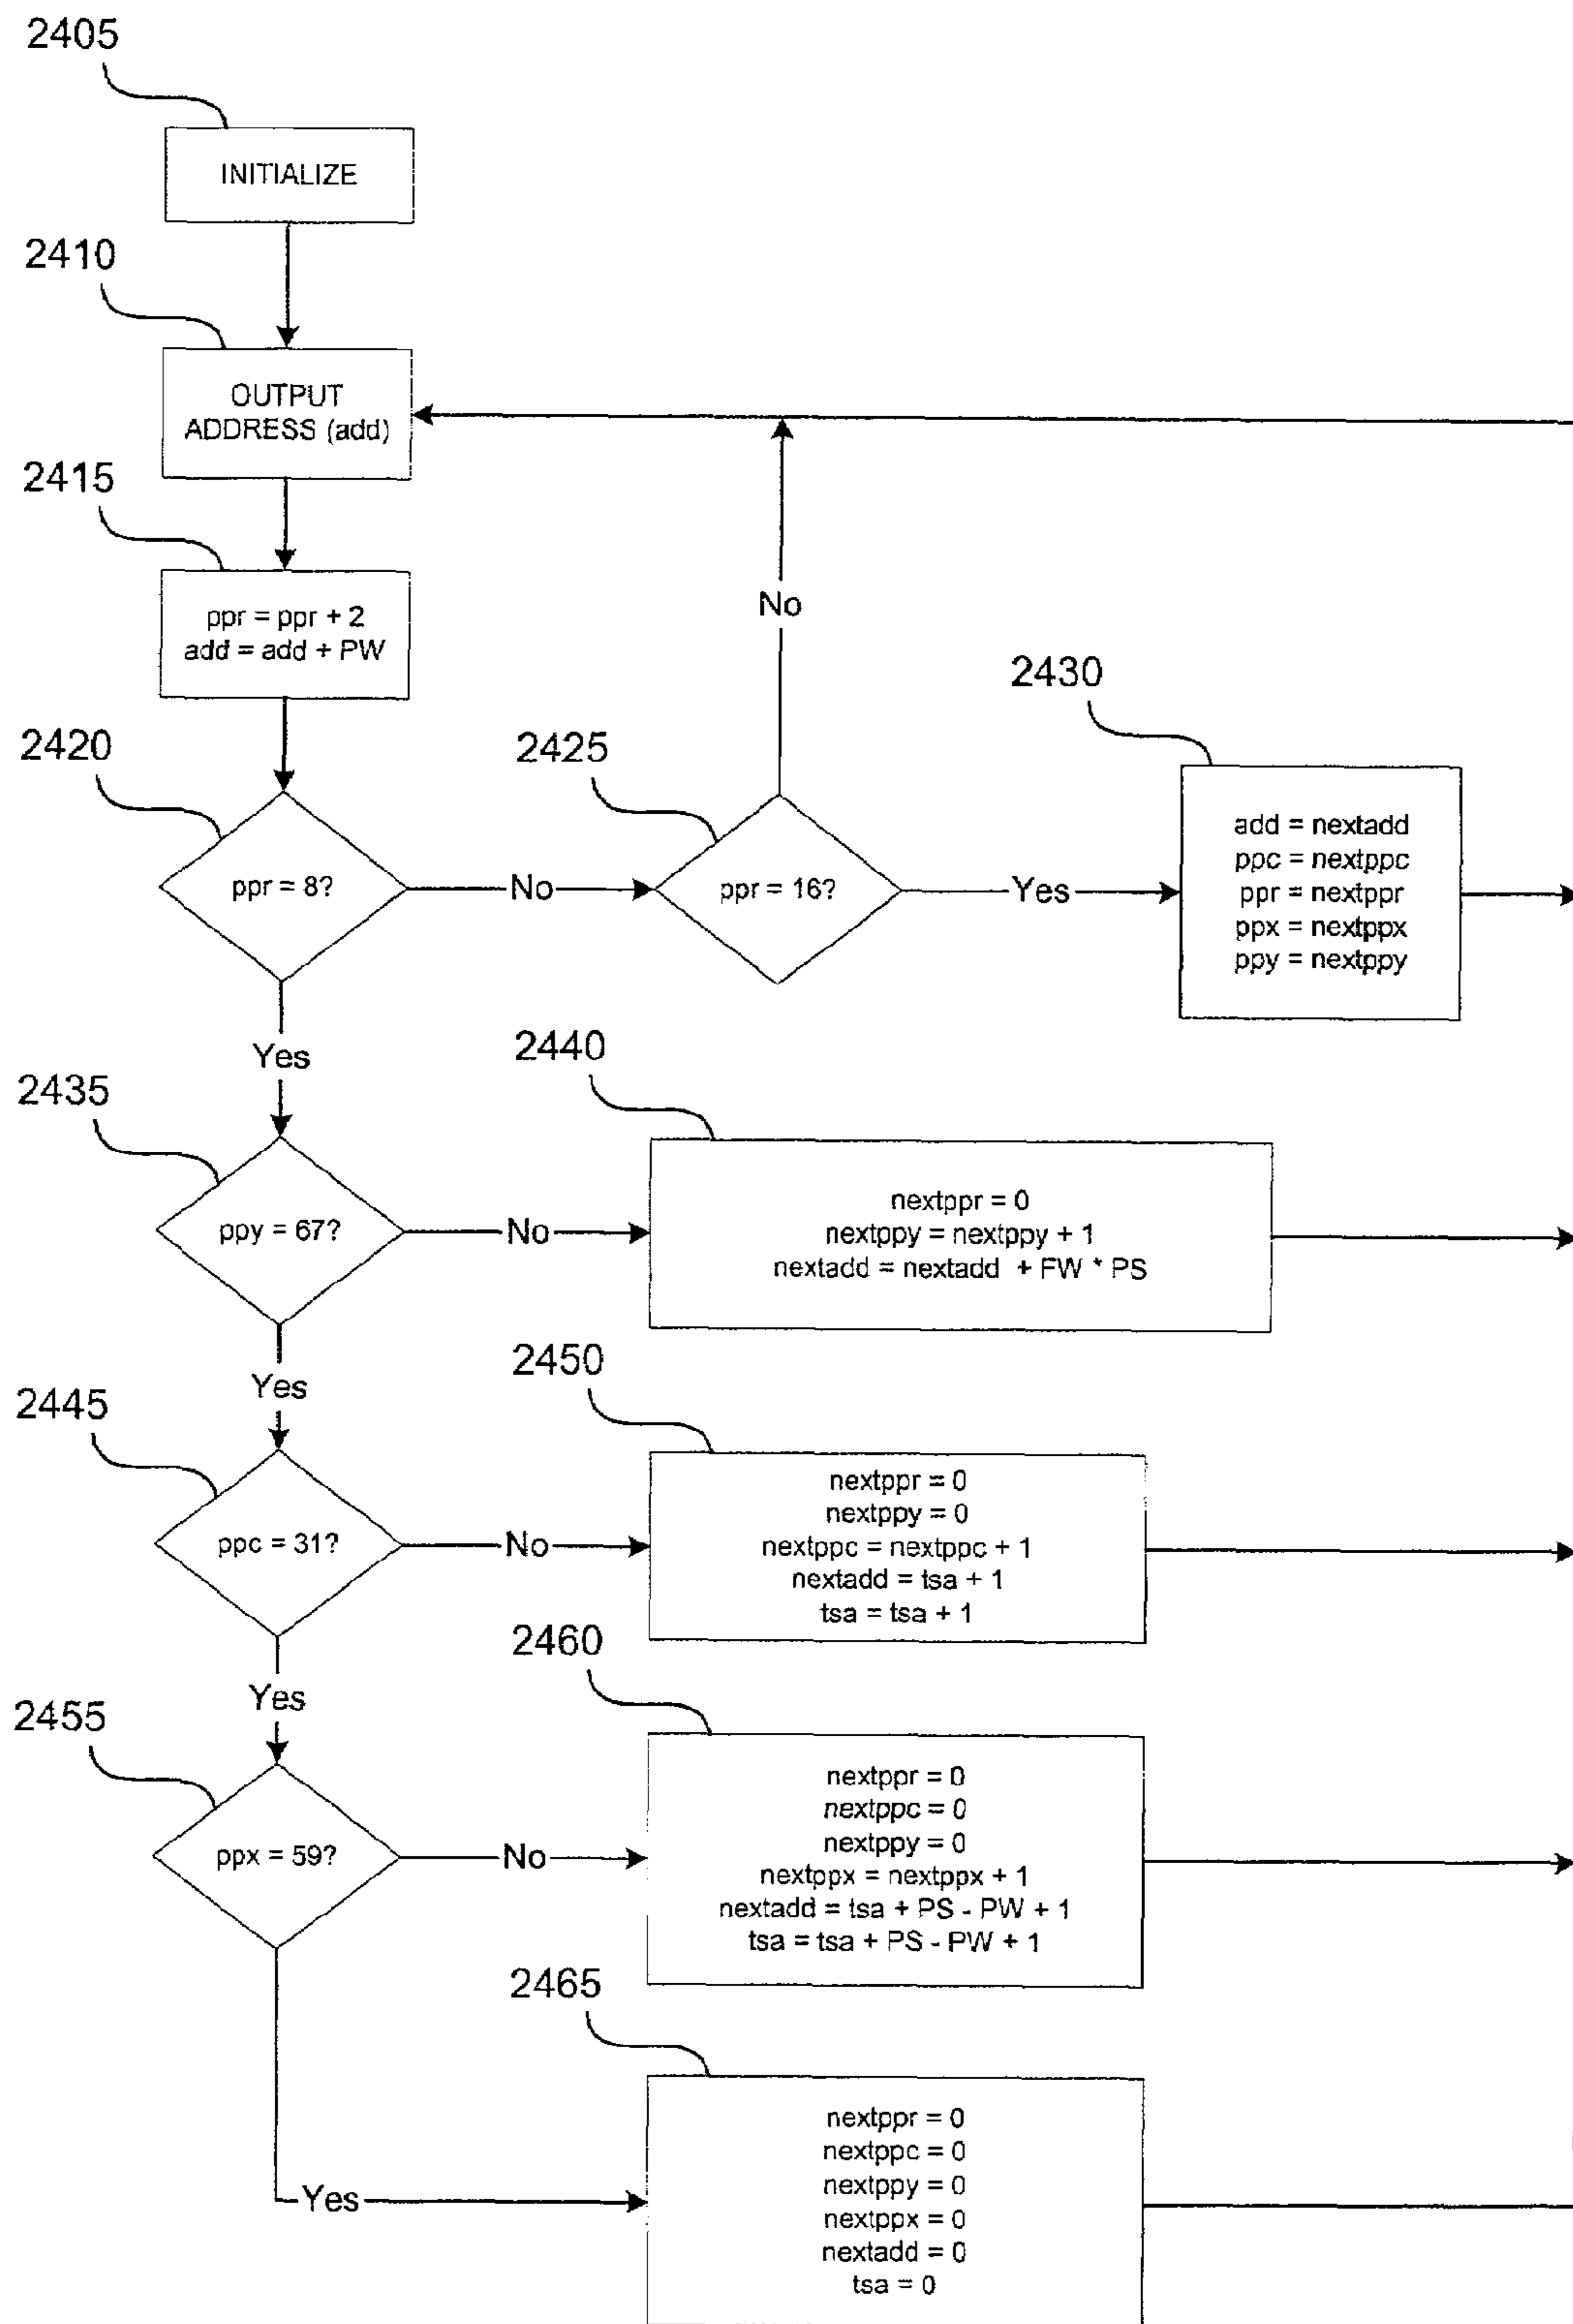 2405
INITIALIZE
2410
OUTPUT
ADDRESS (add)
2415
ppr = ppr + 2
add = add + PW
No
2430
2420
2425
add = nextadd
ppc = nextppc
ppr = nextppr
ppx = nextppx
ppy = nextppy
ppr = 8?
No
ppr = 16?
Yes
Yes
2435
2440
ppy = 67?
No
nextppr = 0
nextppy = nextppy + 1
nextadd = nextadd + FW * PS
Yes
2445
2450
ppc = 31?
No
nextppr = 0
nextppy = 0
nextppc = nextppc + 1
nextadd = tsa + 1
tsa = tsa + 1
Yes
2455
2460
ppx = 59?
No
nextppr = 0
nextppc = 0
nextppy = 0
nextppx = nextppx + 1
nextadd = tsa + PS - PW + 1
tsa = tsa + PS - PW + 1
2465
Yes
nextppr = 0
nextppc = 0
nextppy = 0
nextppx = 0
nextadd = 0
tsa = 0